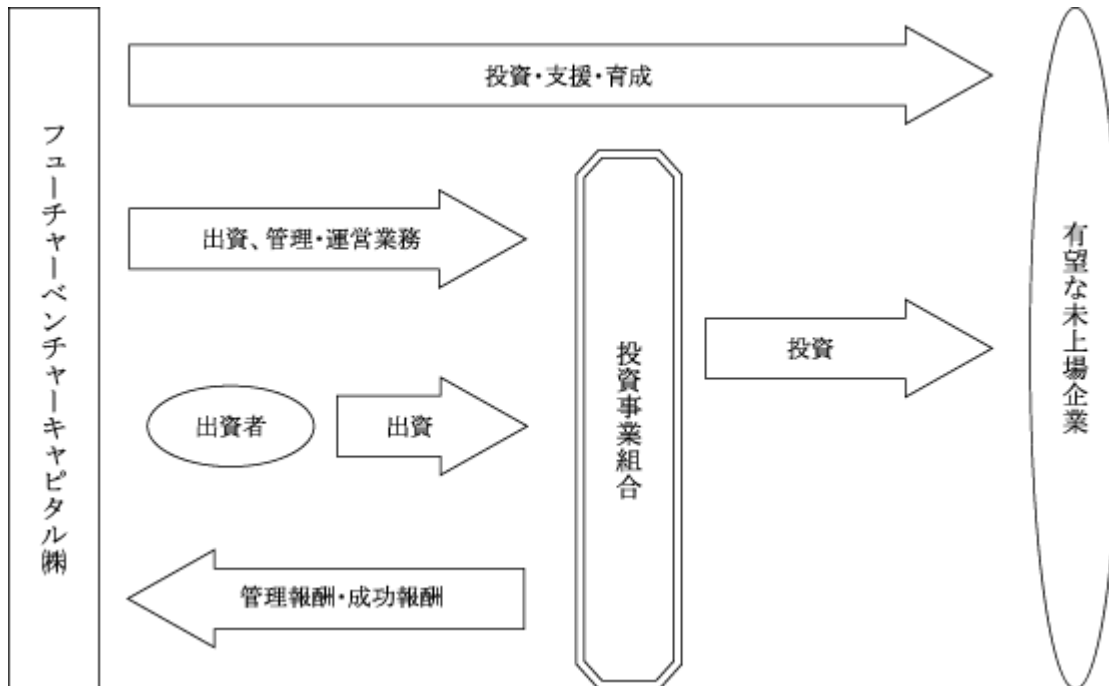 フューチャーベンチャーキャピタル㈱
投資・支援・育成
出資、管理・運営業務
出資者
出資
管理報酬・成功報酬
投資事業組合
投資
有望な未上場企業